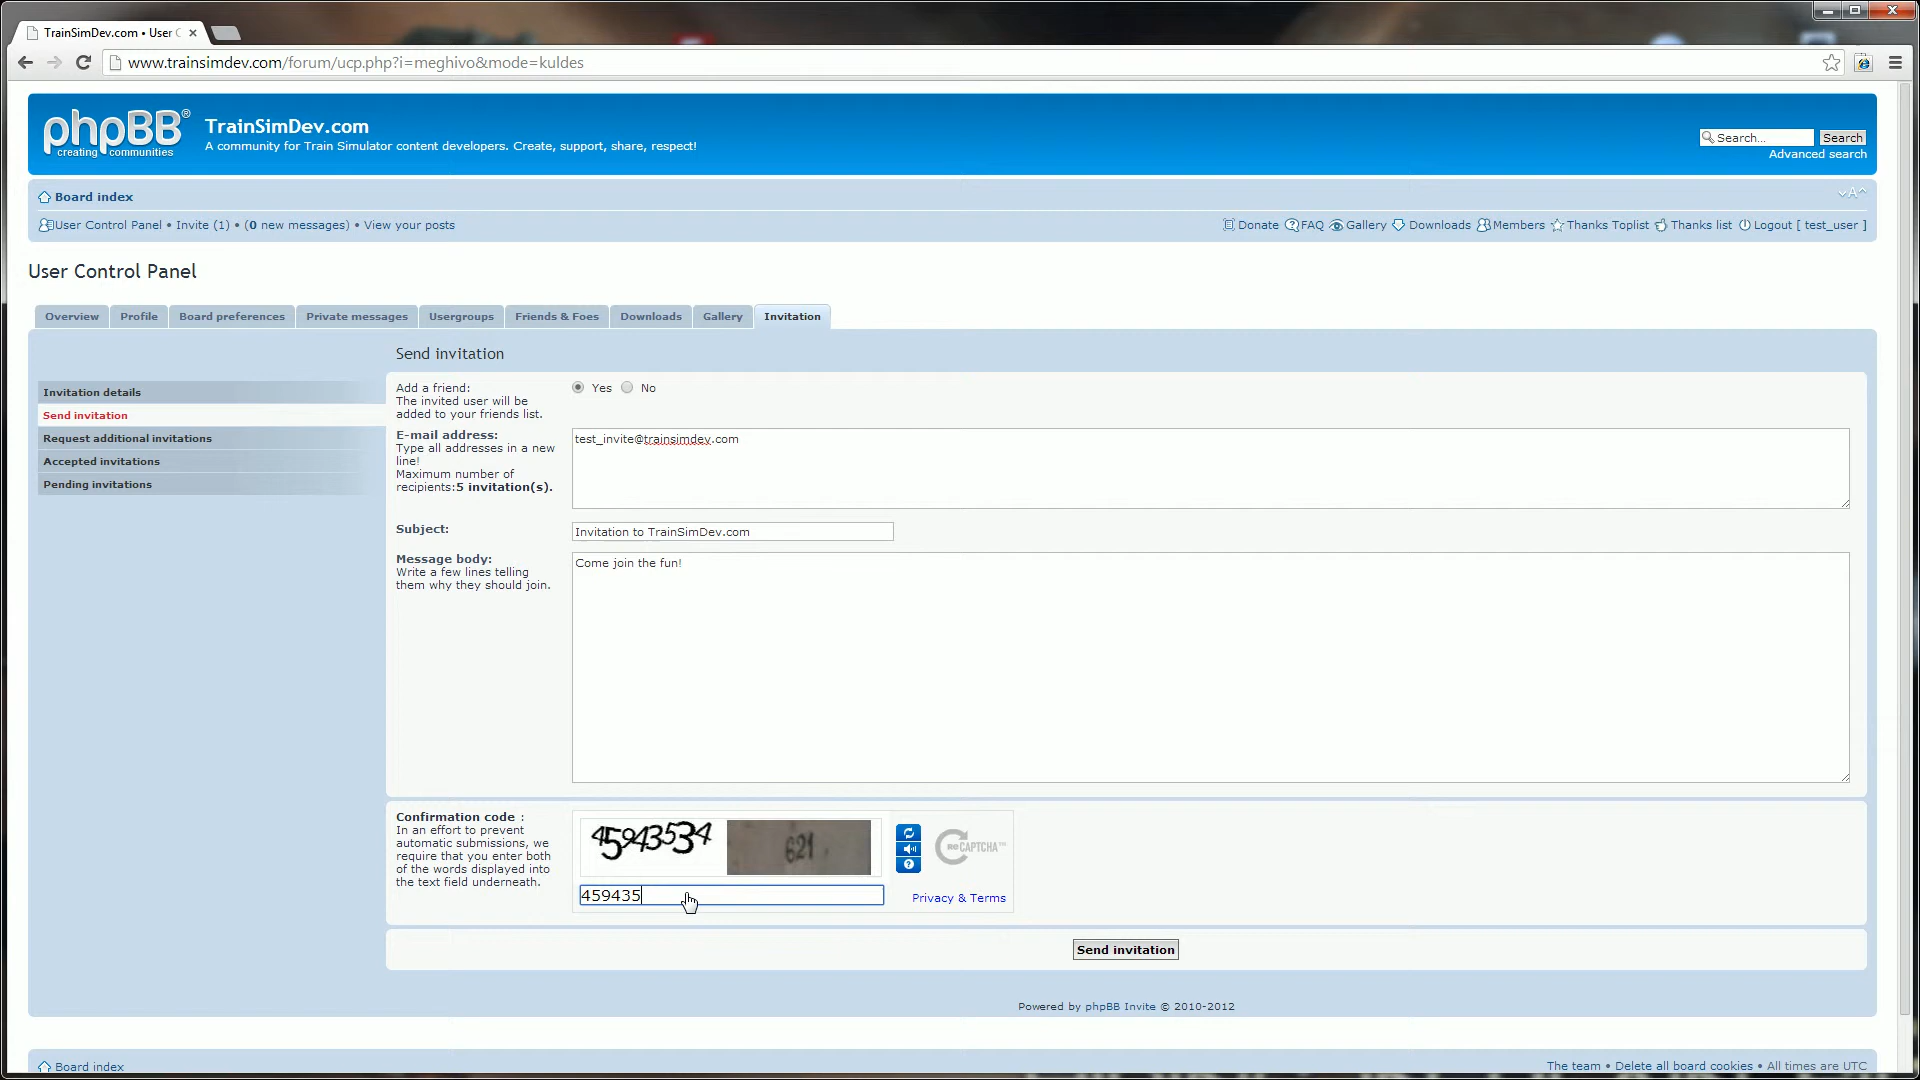 TrainSimDev.com • User C
www.trainsimdev.com/forum/ucp.php?i=meghivo&mode=kuldes
phpBB®
creating communities
TrainSimDev.com
A community for Train Simulator content developers. Create, support, share, respect!
Search...
Search
Advanced search
Board index
A
User Control Panel • Invite (1) • (0 new messages) • View your posts
Donate FAQ Gallery Downloads Members Thanks Toplist Thanks list Logout [ test_user ]
User Control Panel
Overview Profile Board preferences Private messages Usergroups Friends & Foes Downloads Gallery Invitation
Invitation details
Send invitation
Request additional invitations
Accepted invitations
Pending invitations
Send invitation
Add a friend:
The invited user will be
added to your friends list.
Yes No
E-mail address:
Type all addresses in a new
line!
Maximum number of
recipients:5 invitation(s).
test_invite@trainsimdev.com
Subject:
Invitation to TrainSimDev.com
Message body:
Write a few lines telling
them why they should join.
Come join the fun!
Confirmation code :
In an effort to prevent
automatic submissions, we
require that you enter both
of the words displayed into
the text field underneath.
45943534
621
reCAPTCHA™
459435
Privacy & Terms
Send invitation
Powered by phpBB Invite © 2010-2012
Board index
The team • Delete all board cookies • All times are UTC